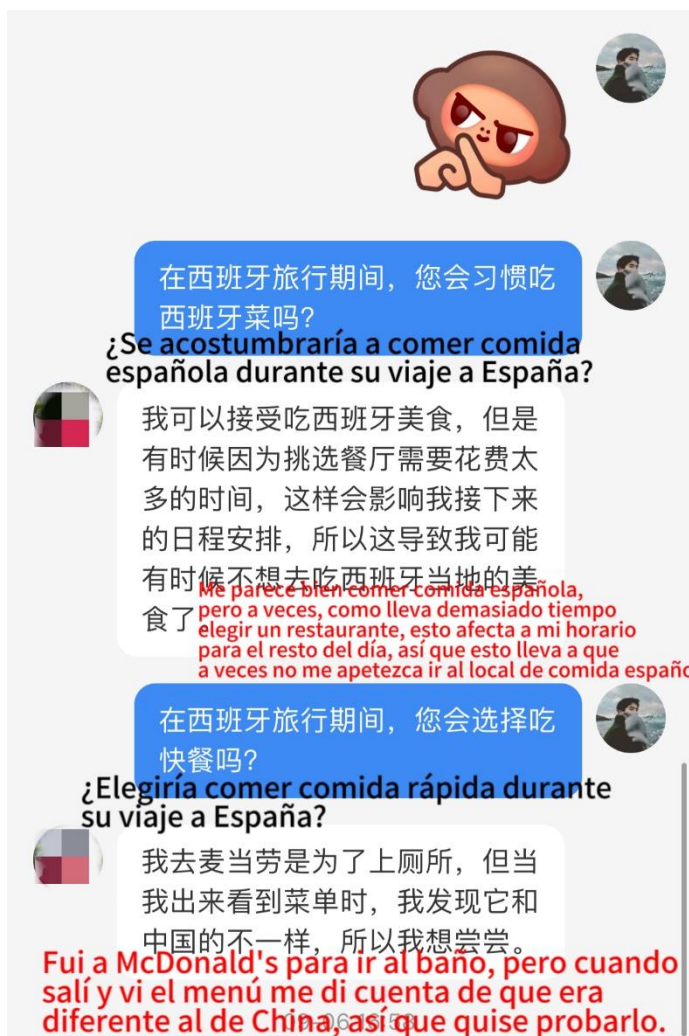 在西班牙旅行期间，您会习惯吃
西班牙菜吗？
¿Se acostumbraría a comer comida
española durante su viaje a España?
我可以接受吃西班牙美食，但是
有时候因为挑选餐厅需要花费太
多的时间，这样会影响我接下来
的日程安排，所以这导致我可能
有时候不想去吃西班牙当地的美
食了
Me parece bien comer comida española,
pero a veces, como lleva demasiado tiempo
elegir un restaurante, esto afecta a mi horario
para el resto del día, así que esto lleva a que
a veces no me apetezca ir al local de comida españo
在西班牙旅行期间，您会选择吃
快餐吗？
¿Elegiría comer comida rápida durante
su viaje a España?
我去麦当劳是为了上厕所，但当
我出来看到菜单时，我发现它和
中国的不一样，所以我想尝尝。
Fui a McDonald's para ir al baño, pero cuando
salí y vi el menú me di cuenta de que era
diferente al de China, así que quise probarlo.